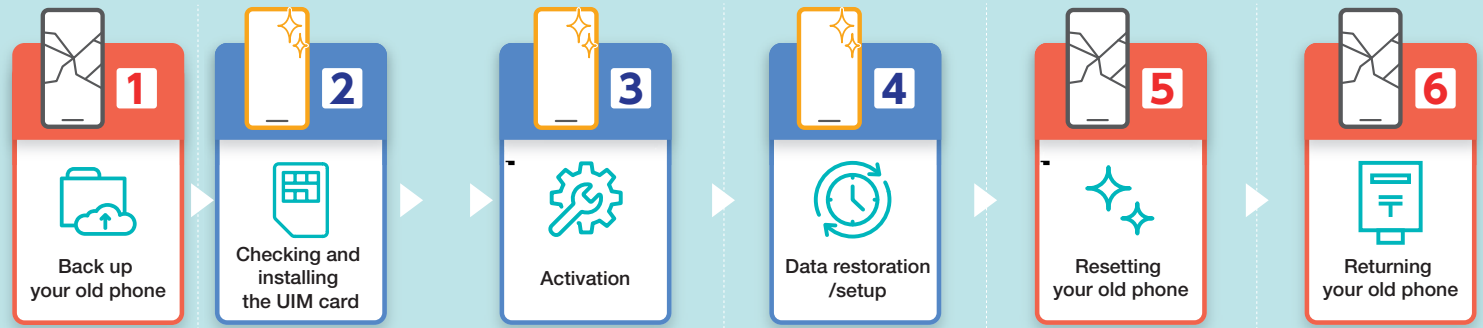 1
Back up
your old phone
2
Checking and
installing
the UIM card
3
Activation
4
Data restoration
/setup
5
Resetting
your old phone
6
〒
Returning
your old phone